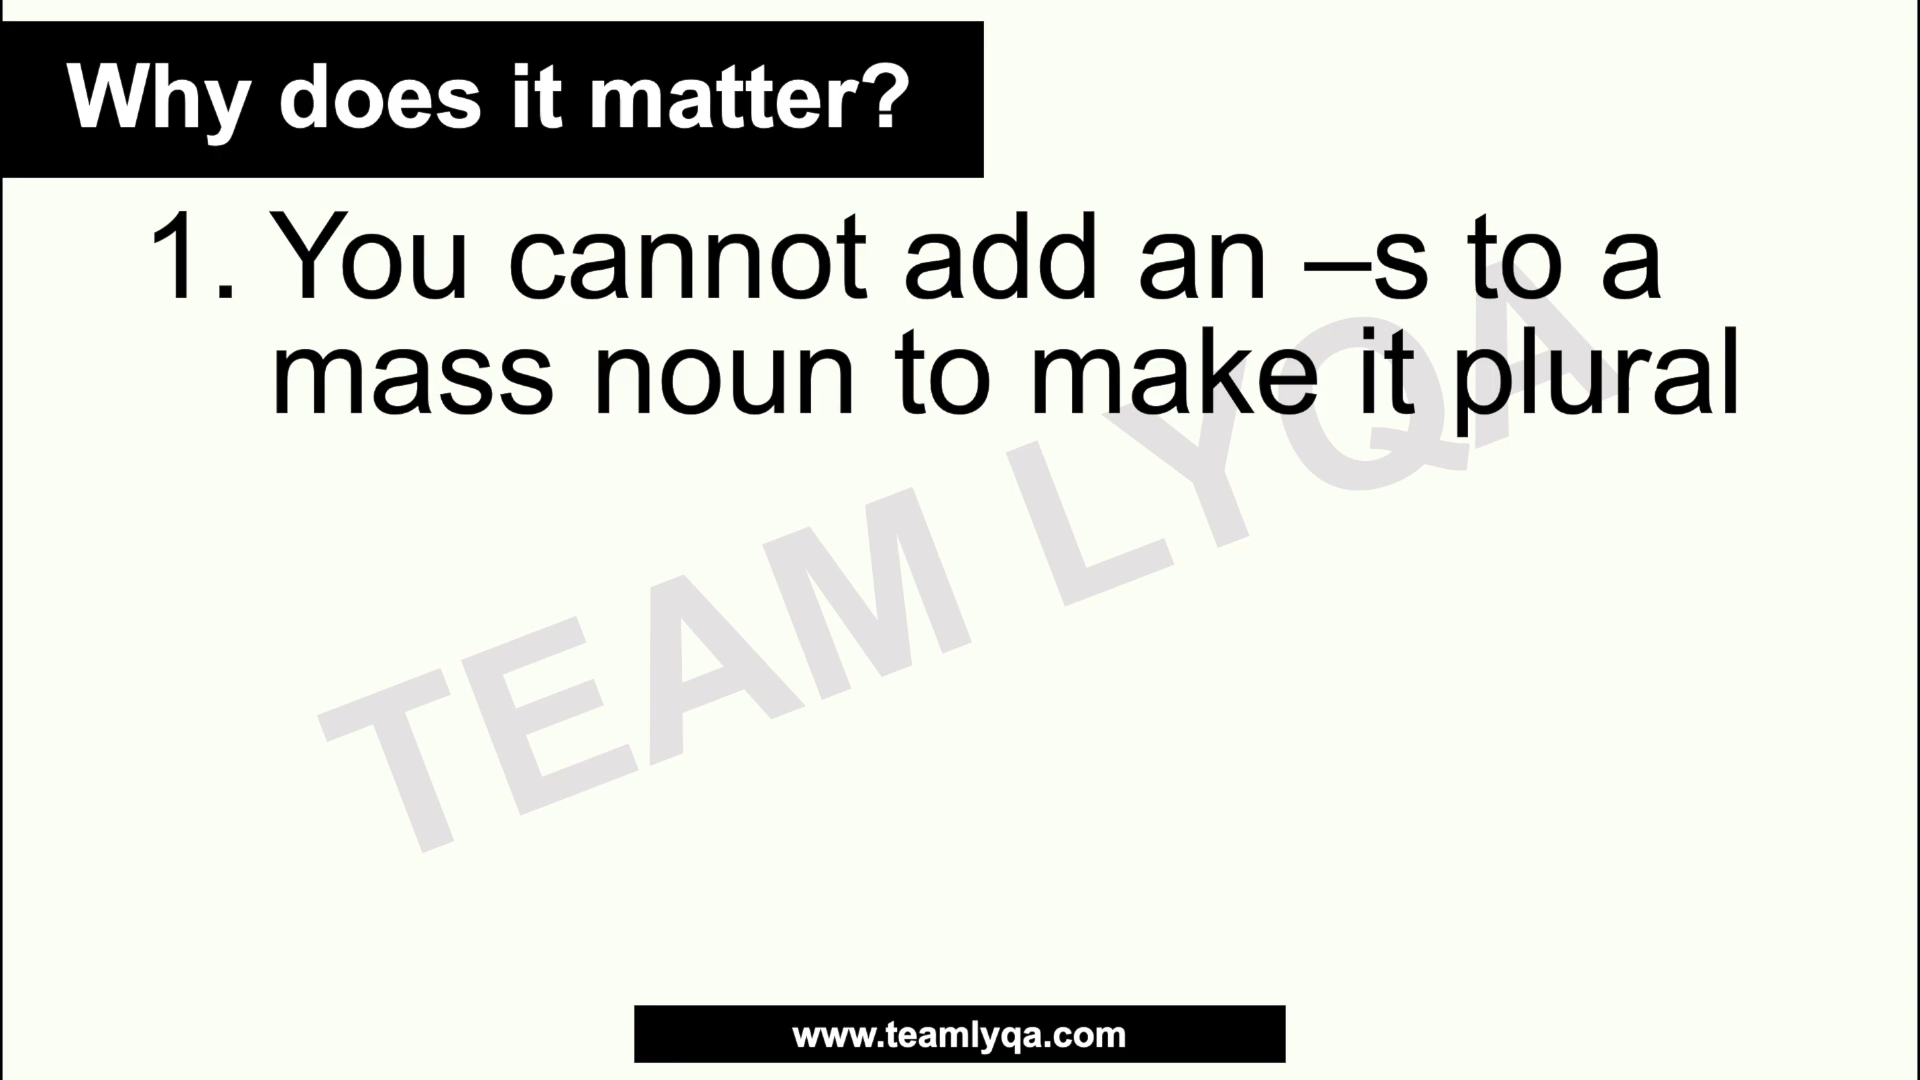 Why does it matter?
1. You cannot add an –s to a
mass noun to make it plural
TEAM LYQA
www.teamlyqa.com